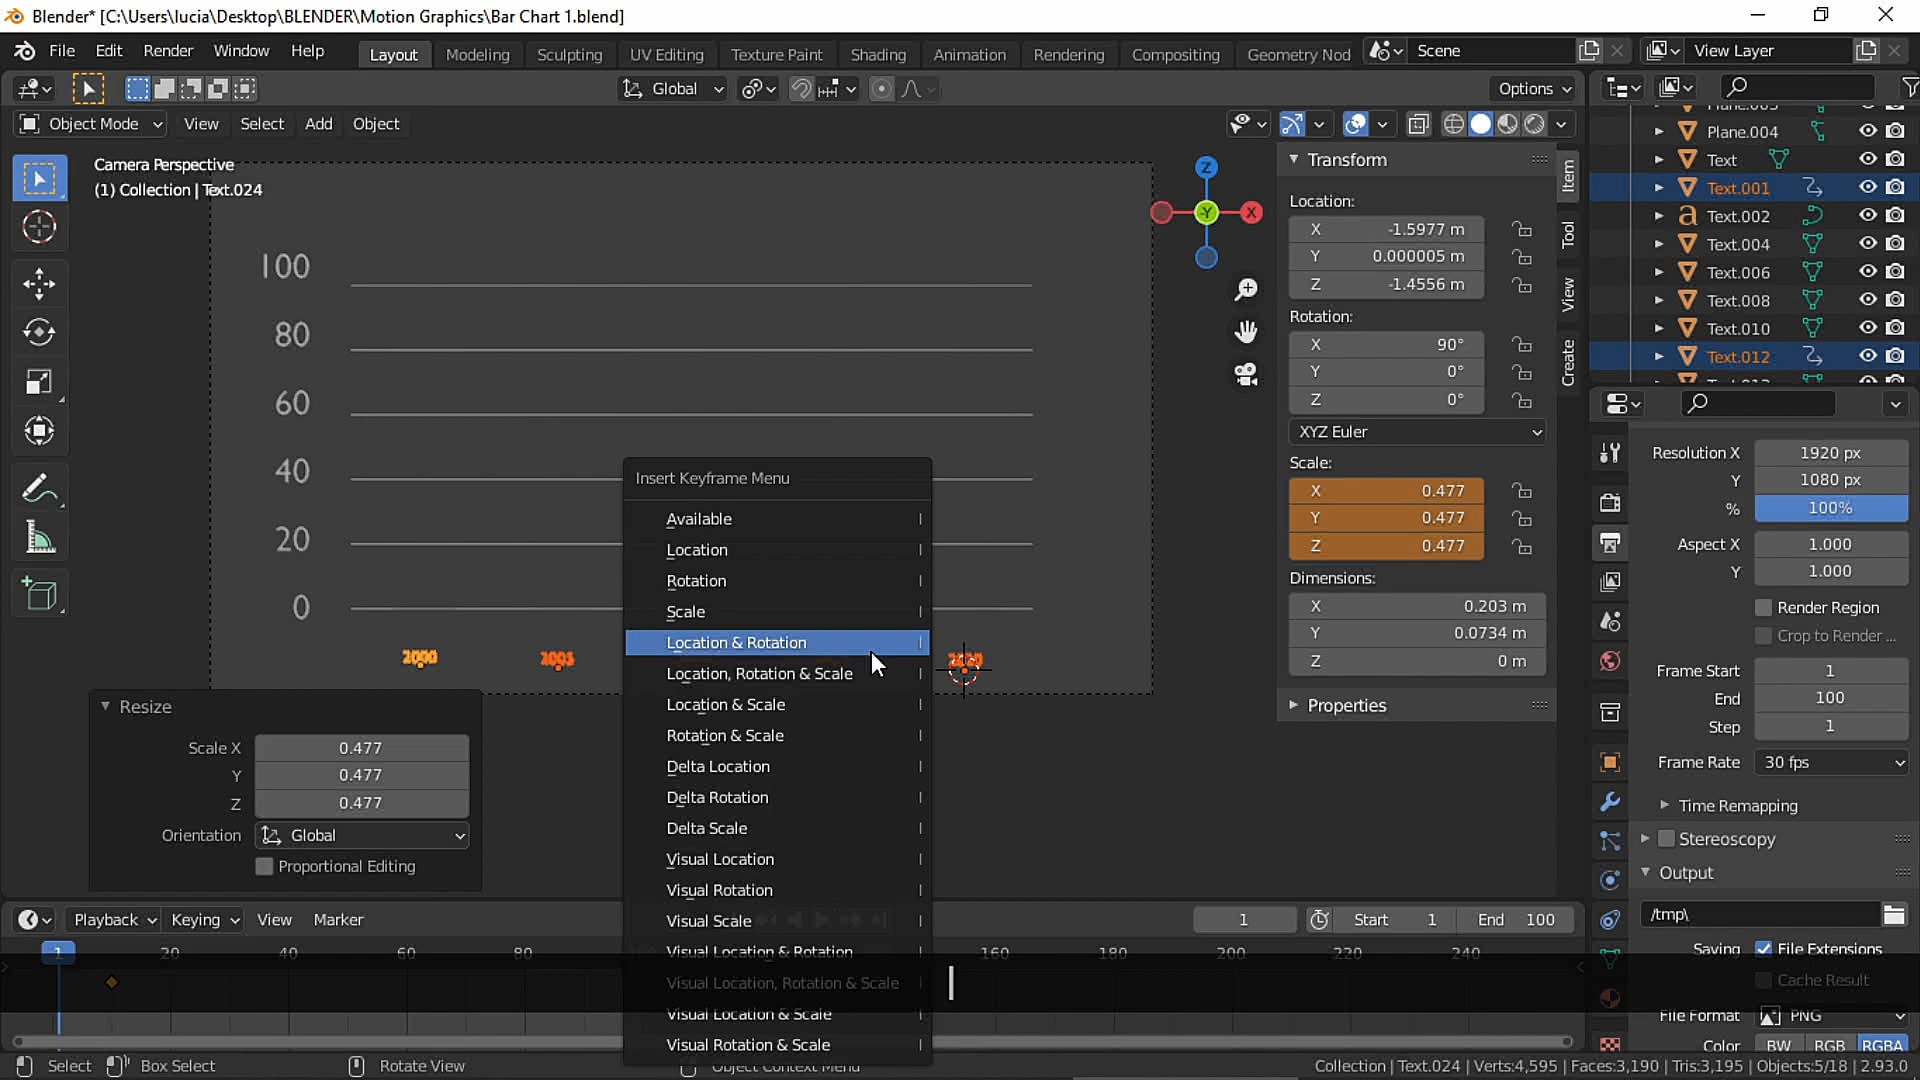 Blender* [C:\Users\lucia\Desktop\BLENDER\Motion Graphics\Bar Chart 1.blend]
File Edit Render Window Help
Layout Modeling Sculpting UV Editing Texture Paint Shading Animation Rendering Compositing Geometry Nod
Scene View Layer
Global Options
Object Mode View Select Add Object
Camera Perspective
(1) Collection | Text.024
100
80
60
40
20
0
2000
Insert Keyframe Menu
Available I
Location I
Rotation I
Scale I
Location & Rotation I
Location, Rotation & Scale I
Location & Scale I
Rotation & Scale I
Delta Location I
Delta Rotation I
Delta Scale I
Visual Location I
Visual Rotation I
Visual Scale I
Visual Location & Rotation I
Visual Location, Rotation & Scale I
Visual Location & Scale I
Visual Rotation & Scale I
Resize
Scale X 0.477
Y 0.477
Z 0.477
Orientation Global
Proportional Editing
Z
Y
X
Transform
Location:
X -1.5977 m
Y 0.000005 m
Z -1.4556 m
Rotation:
X 90°
Y 0°
Z 0°
XYZ Euler
Scale:
X 0.477
Y 0.477
Z 0.477
Dimensions:
X 0.203 m
Y 0.0734 m
Z 0 m
Properties
Item
Tool
View
Create
Plane.004
Text
Text.001
Text.002
Text.004
Text.006
Text.008
Text.010
Text.012
Resolution X 1920 px
Y 1080 px
% 100%
Aspect X 1.000
Y 1.000
Render Region
Crop to Render ...
Frame Start 1
End 100
Step 1
Frame Rate 30 fps
Time Remapping
Stereoscopy
Output
/tmp\
Saving File Extensions
Cache Result
File Format PNG
Color BW RGB RGBA
Playback Keying View Marker
1 Start 1 End 100
1 20 40 60 80 160 180 200 220 240
I
Select Box Select Rotate View Object Context Menu
Collection | Text.024 | Verts:4,595 | Faces:3,190 | Tris:3,195 | Objects:5/18 | 2.93.0